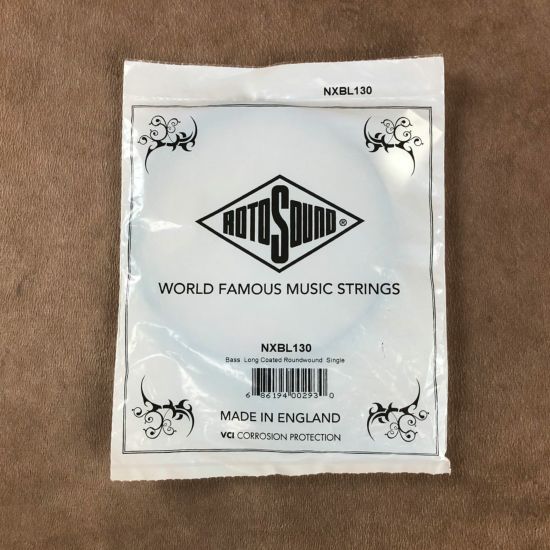 NXBL130
ROTOSOUND®
WORLD FAMOUS MUSIC STRINGS
NXBL130
Bass Long Coated Roundwound Single
6 86194 00293 0
MADE IN ENGLAND
VCI CORROSION PROTECTION